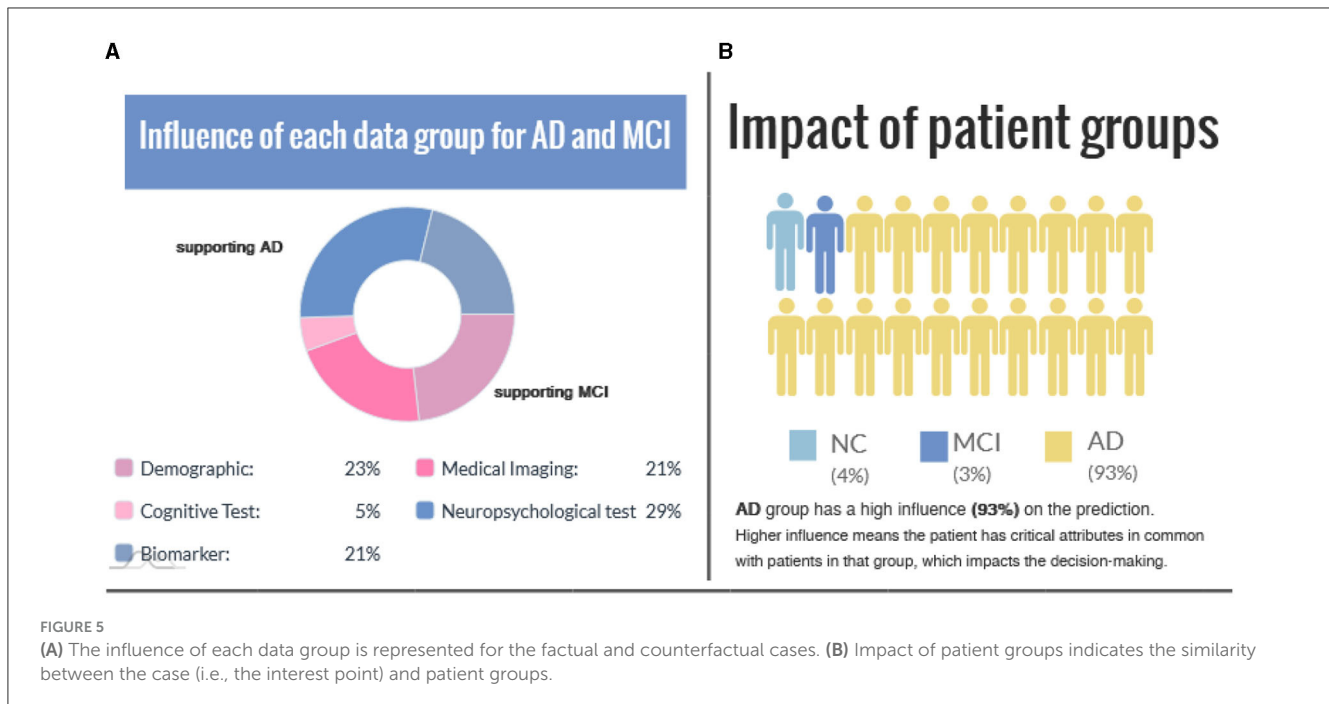 A
B
Influence of each data group for AD and MCI
supporting AD
supporting MCI
Demographic: 23%
Medical Imaging: 21%
Cognitive Test: 5%
Neuropsychological test 29%
Biomarker: 21%
Impact of patient groups
NC
(4%)
MCI
(3%)
AD
(93%)
AD group has a high influence (93%) on the prediction.
Higher influence means the patient has critical attributes in common
with patients in that group, which impacts the decision-making.
FIGURE 5
(A) The influence of each data group is represented for the factual and counterfactual cases. (B) Impact of patient groups indicates the similarity
between the case (i.e., the interest point) and patient groups.